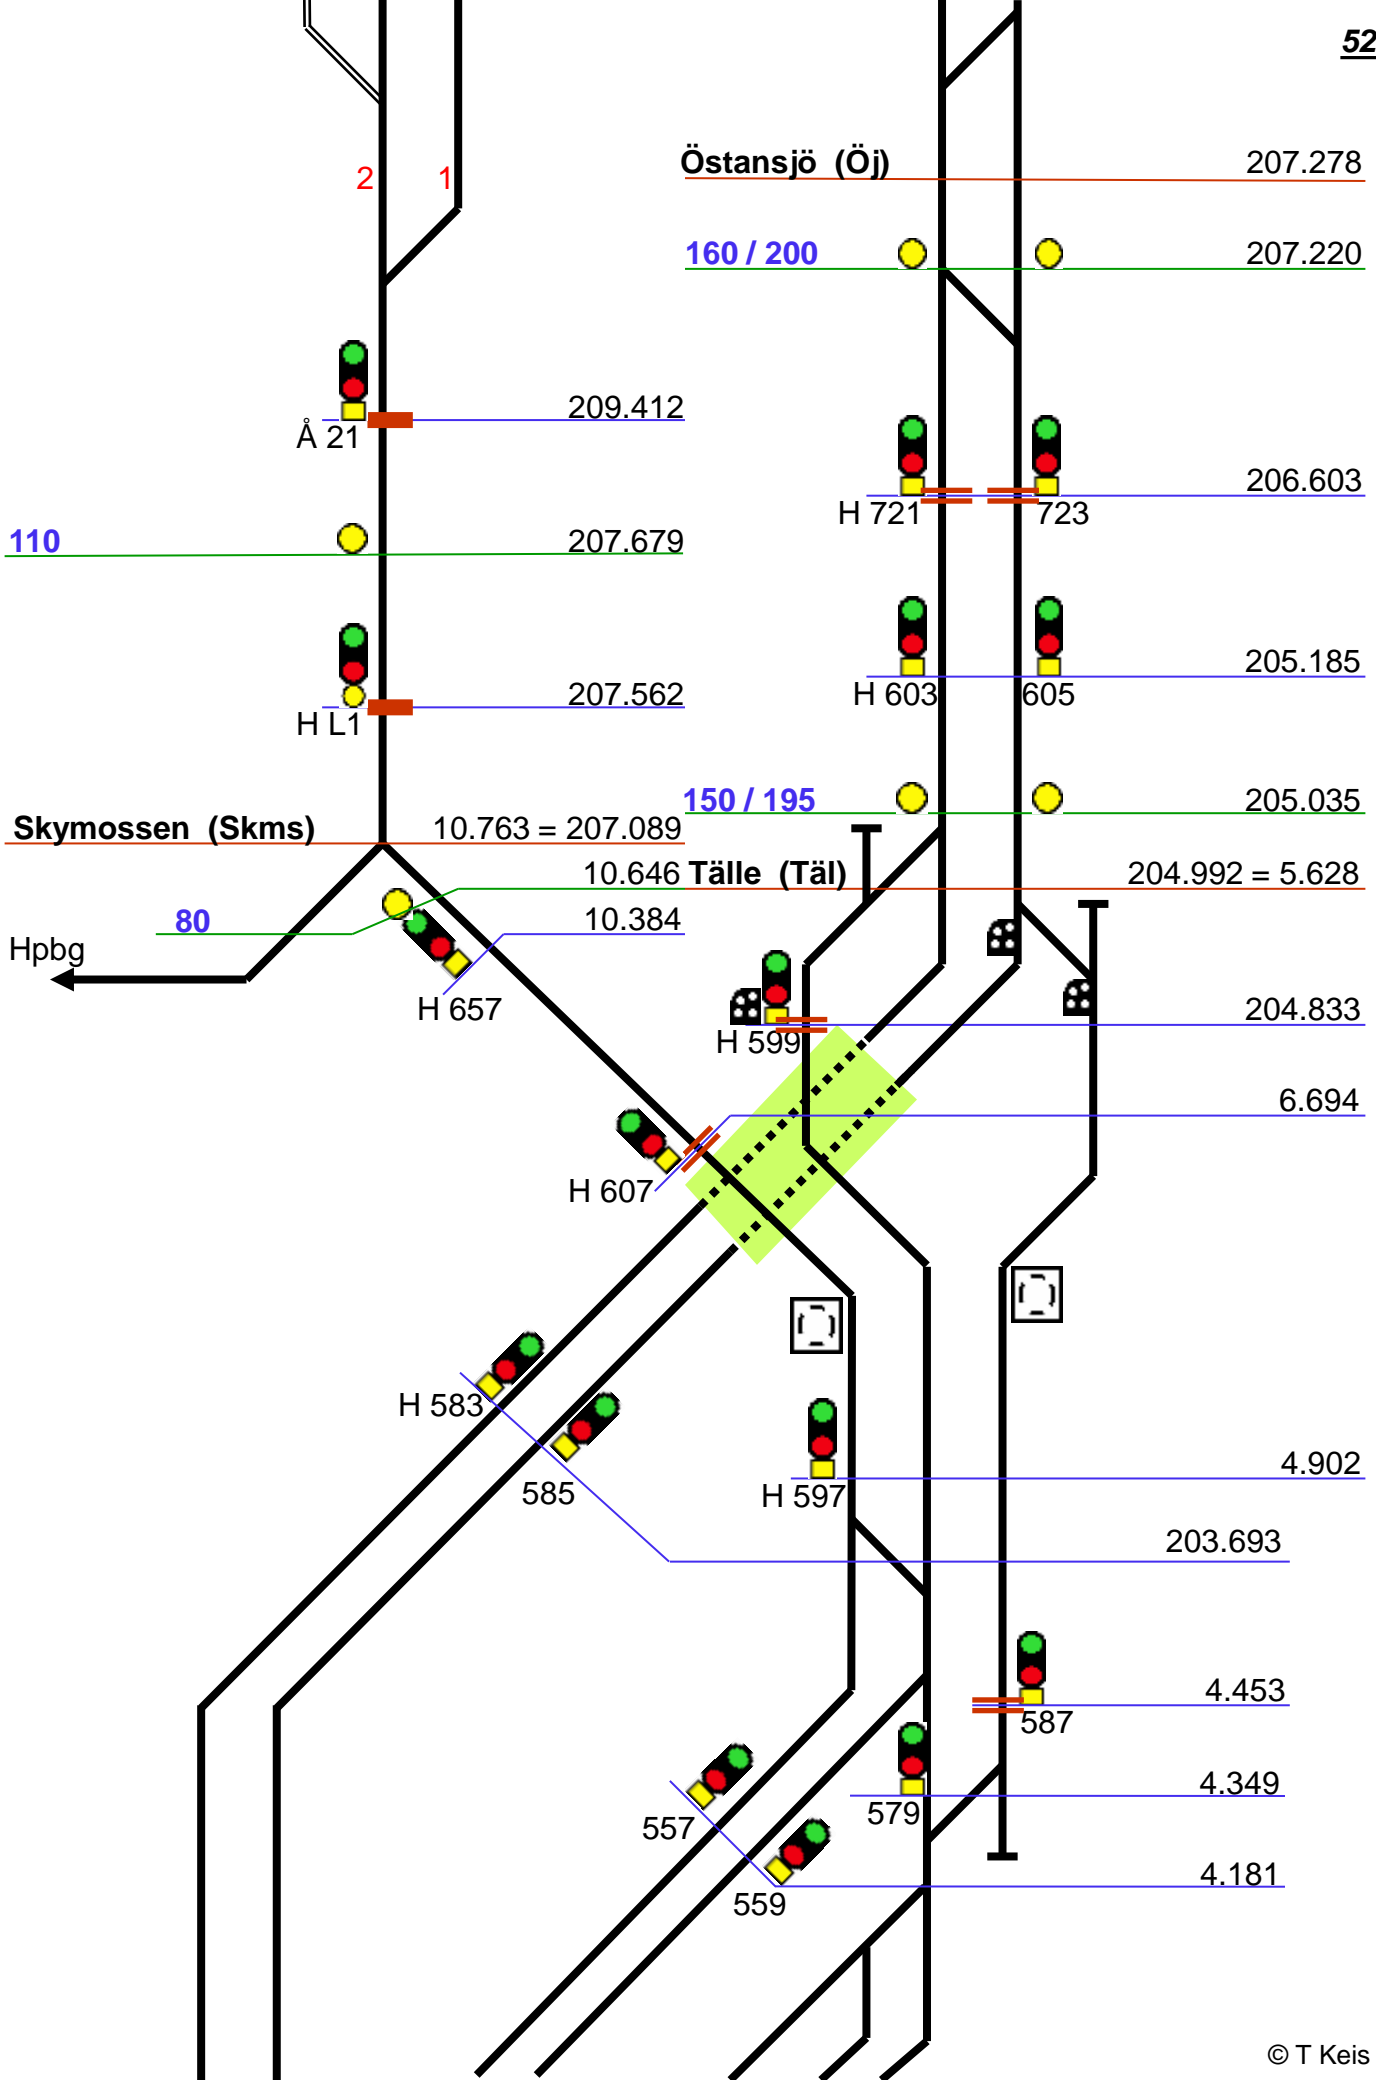 52
2 1
Östansjö (Öj) 207.278
160 / 200 207.220
209.412
Å 21
206.603
H 721 723
110 207.679
205.185
H 603 605
207.562
H L1
150 / 195 205.035
Skymossen (Skms) 10.763 = 207.089
10.646 Tälle (Täl) 204.992 = 5.628
80 10.384
Hpbg
H 657
204.833
H 599
6.694
H 607
H 583
585
4.902
H 597
203.693
4.453
587
4.349
579
557
4.181
559
© T Keis